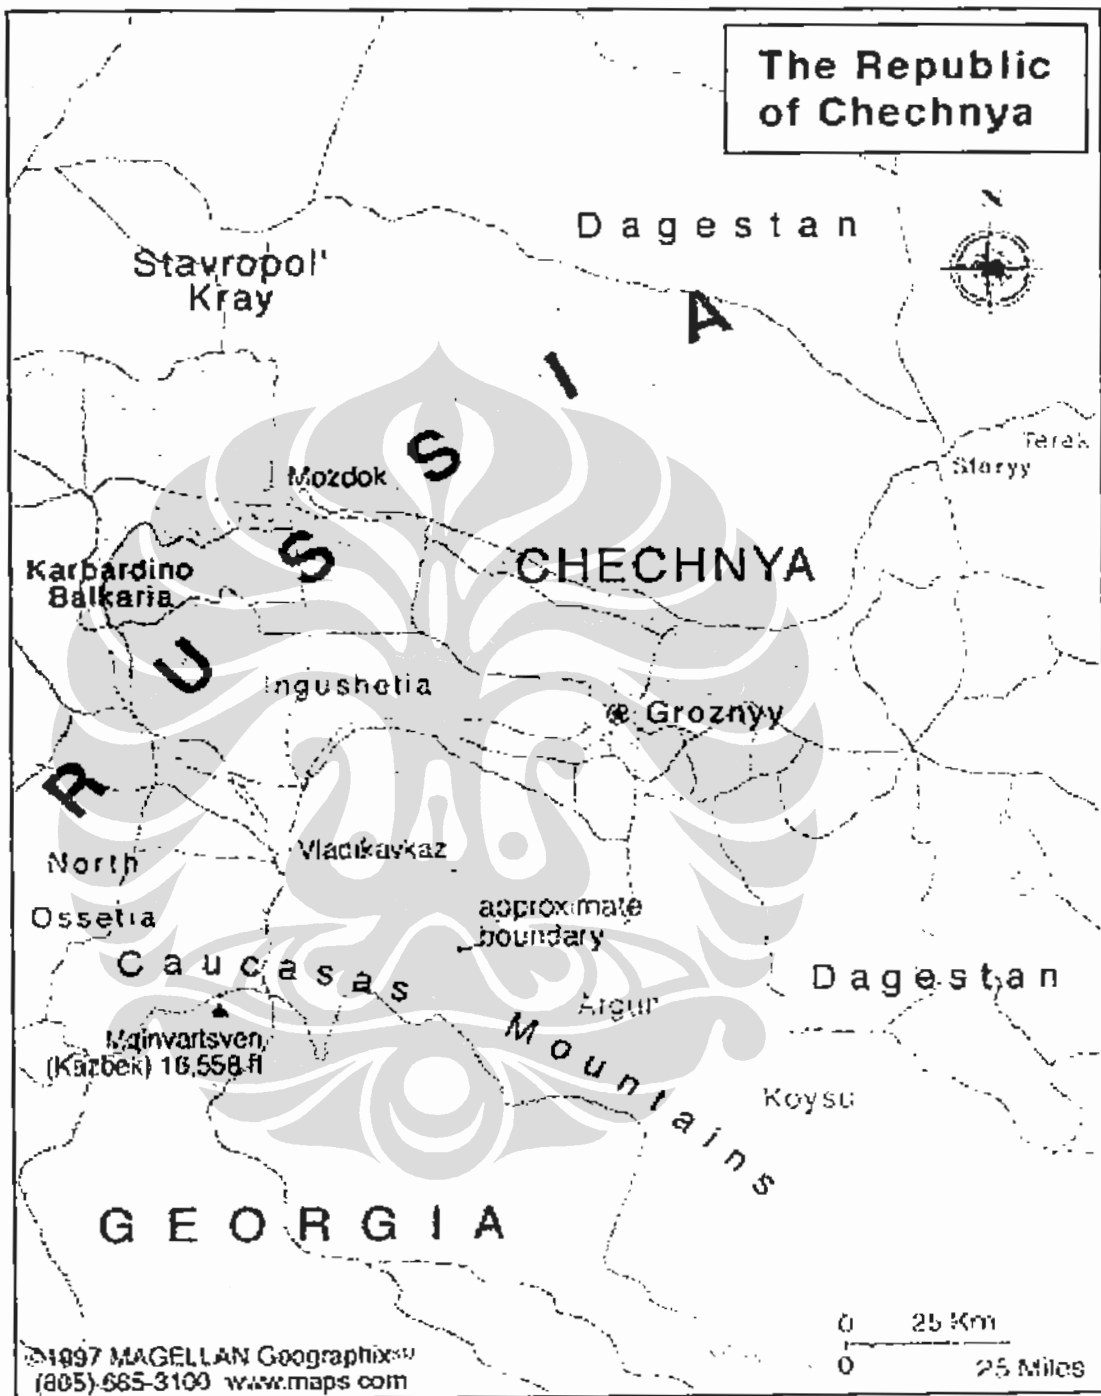 The Republic
of Chechnya
Dagestan
Stavropol'
Kray
RUSSIA
Terek
Staryy
Mozdok
CHECHNYA
Karbardino
Balkaria
Ingushetia
Groznyy
Vladikavkaz
North
Ossetia
approximate
boundary
Caucasas
Mountains
Dagestan
Argun
Mqinvartsveri
(Kazbek) 16,558 ft
Koysu
GEORGIA
0 25 Km
0 25 Miles
©1997 MAGELLAN Geographix
(805) 685-3100 www.maps.com